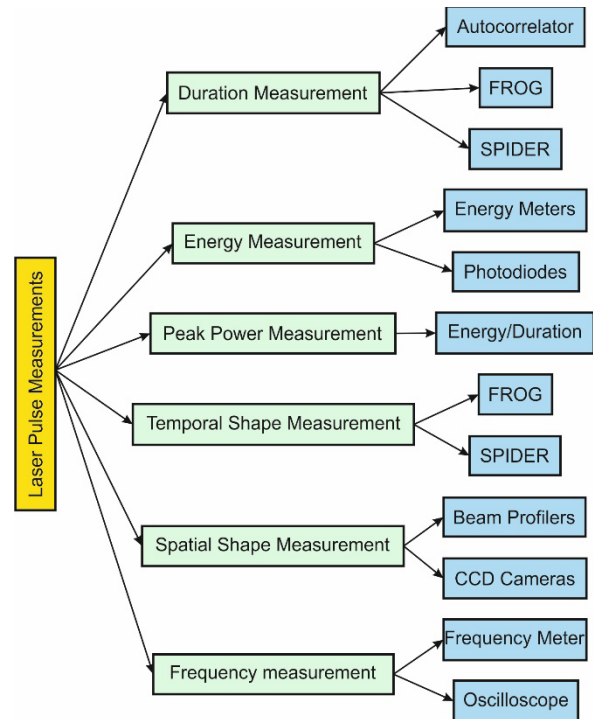 Laser Pulse Measurements
Duration Measurement
Autocorrelator
FROG
SPIDER
Energy Measurement
Energy Meters
Photodiodes
Peak Power Measurement
Energy/Duration
Temporal Shape Measurement
FROG
SPIDER
Spatial Shape Measurement
Beam Profilers
CCD Cameras
Frequency measurement
Frequency Meter
Oscilloscope